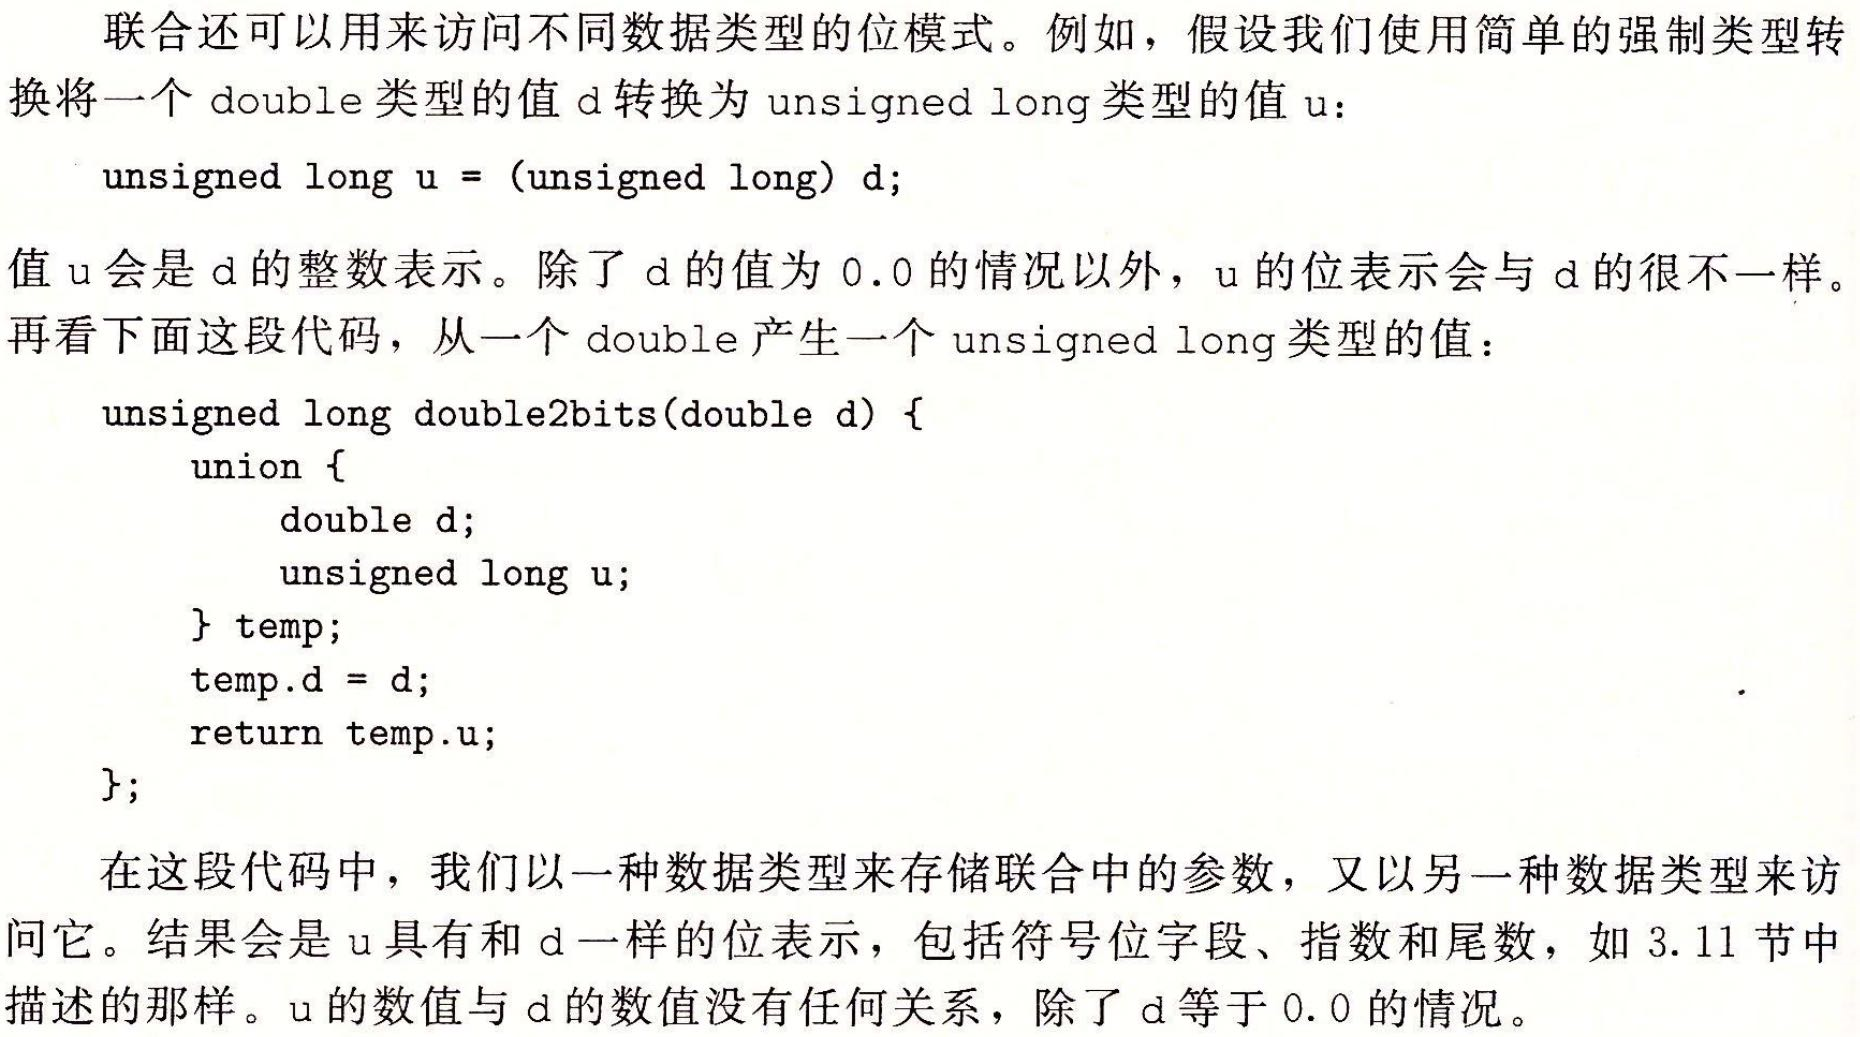 联合还可以用来访问不同数据类型的位模式。例如，假设我们使用简单的强制类型转
换将一个 double 类型的值 d 转换为 unsigned long 类型的值 u：
unsigned long u = (unsigned long) d;
值 u 会是 d 的整数表示。除了 d 的值为 0.0 的情况以外，u 的位表示会与 d 的很不一样。
再看下面这段代码，从一个 double 产生一个 unsigned long 类型的值：
unsigned long double2bits(double d) {
    union {
        double d;
        unsigned long u;
    } temp;
    temp.d = d;
    return temp.u;
};
在这段代码中，我们以一种数据类型来存储联合中的参数，又以另一种数据类型来访
问它。结果会是 u 具有和 d 一样的位表示，包括符号位字段、指数和尾数，如 3.11 节中
描述的那样。u 的数值与 d 的数值没有任何关系，除了 d 等于 0.0 的情况。